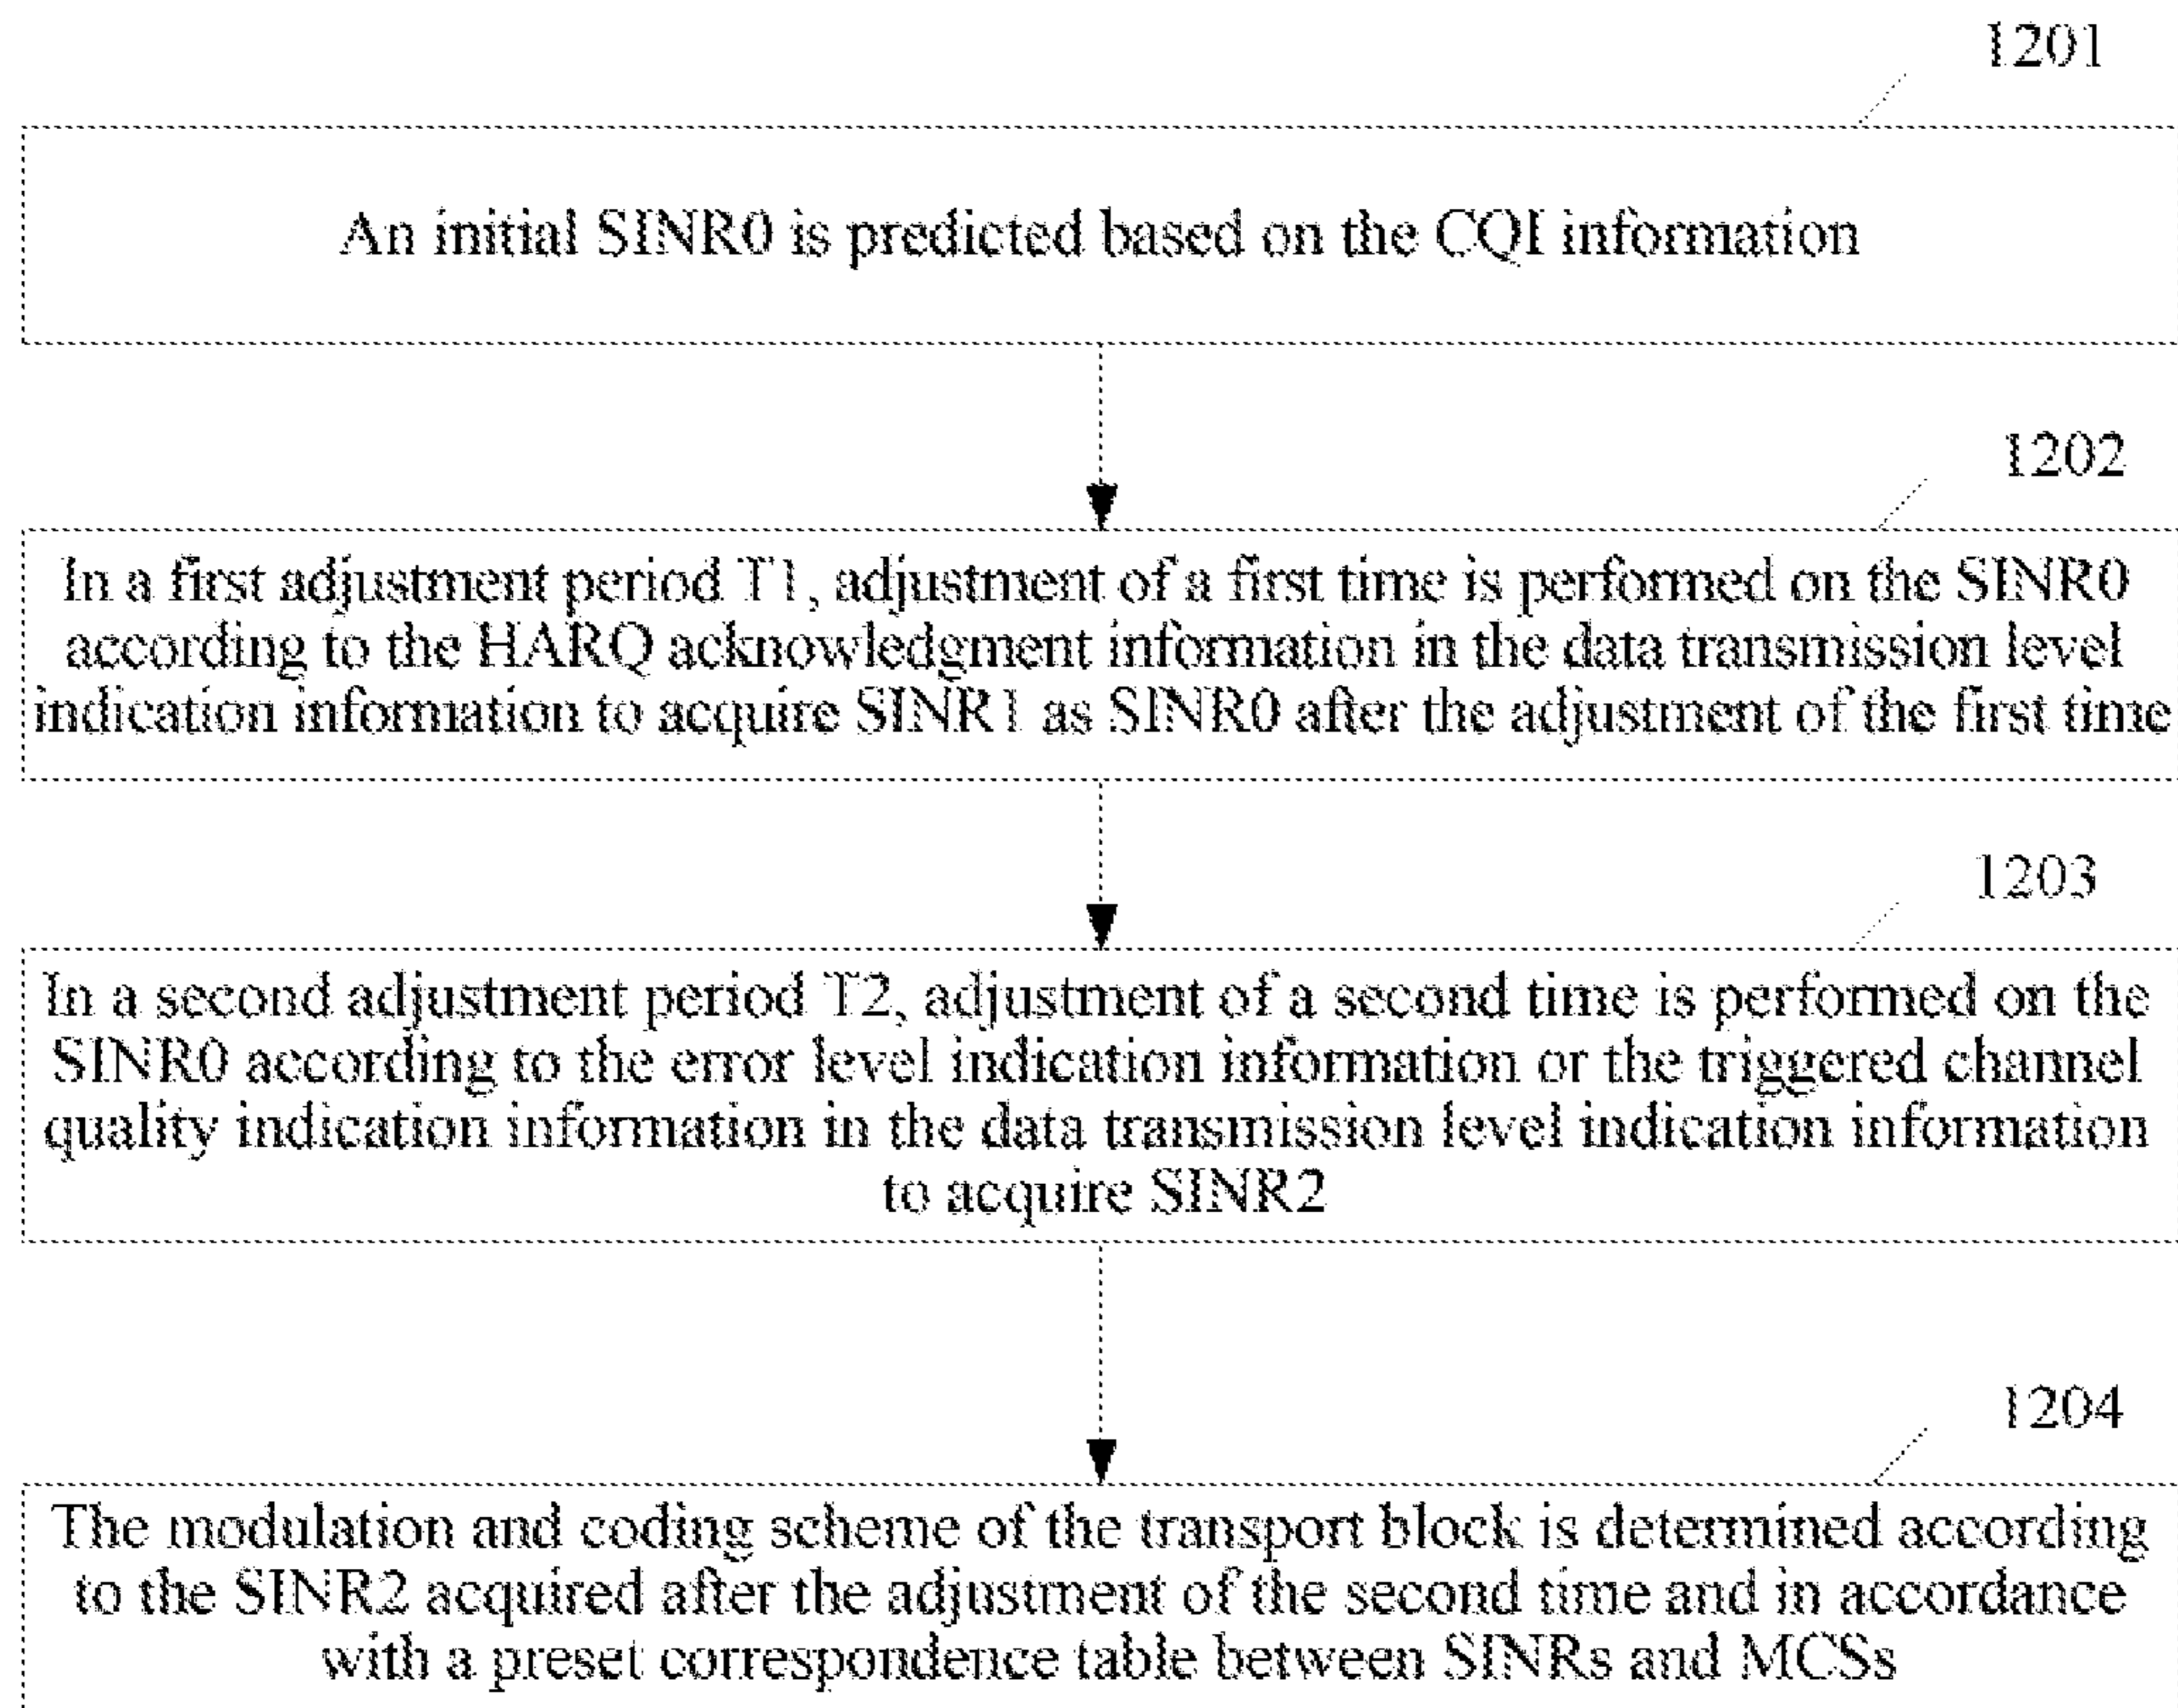 1201
An initial SINR0 is predicted based on the CQI information
1202
In a first adjustment period T1, adjustment of a first time is performed on the SINR0
according to the HARQ acknowledgment information in the data transmission level
indication information to acquire SINR1 as SINR0 after the adjustment of the first time
1203
In a second adjustment period T2, adjustment of a second time is performed on the
SINR0 according to the error level indication information or the triggered channel
quality indication information in the data transmission level indication information
to acquire SINR2
1204
The modulation and coding scheme of the transport block is determined according
to the SINR2 acquired after the adjustment of the second time and in accordance
with a preset correspondence table between SINRs and MCSs